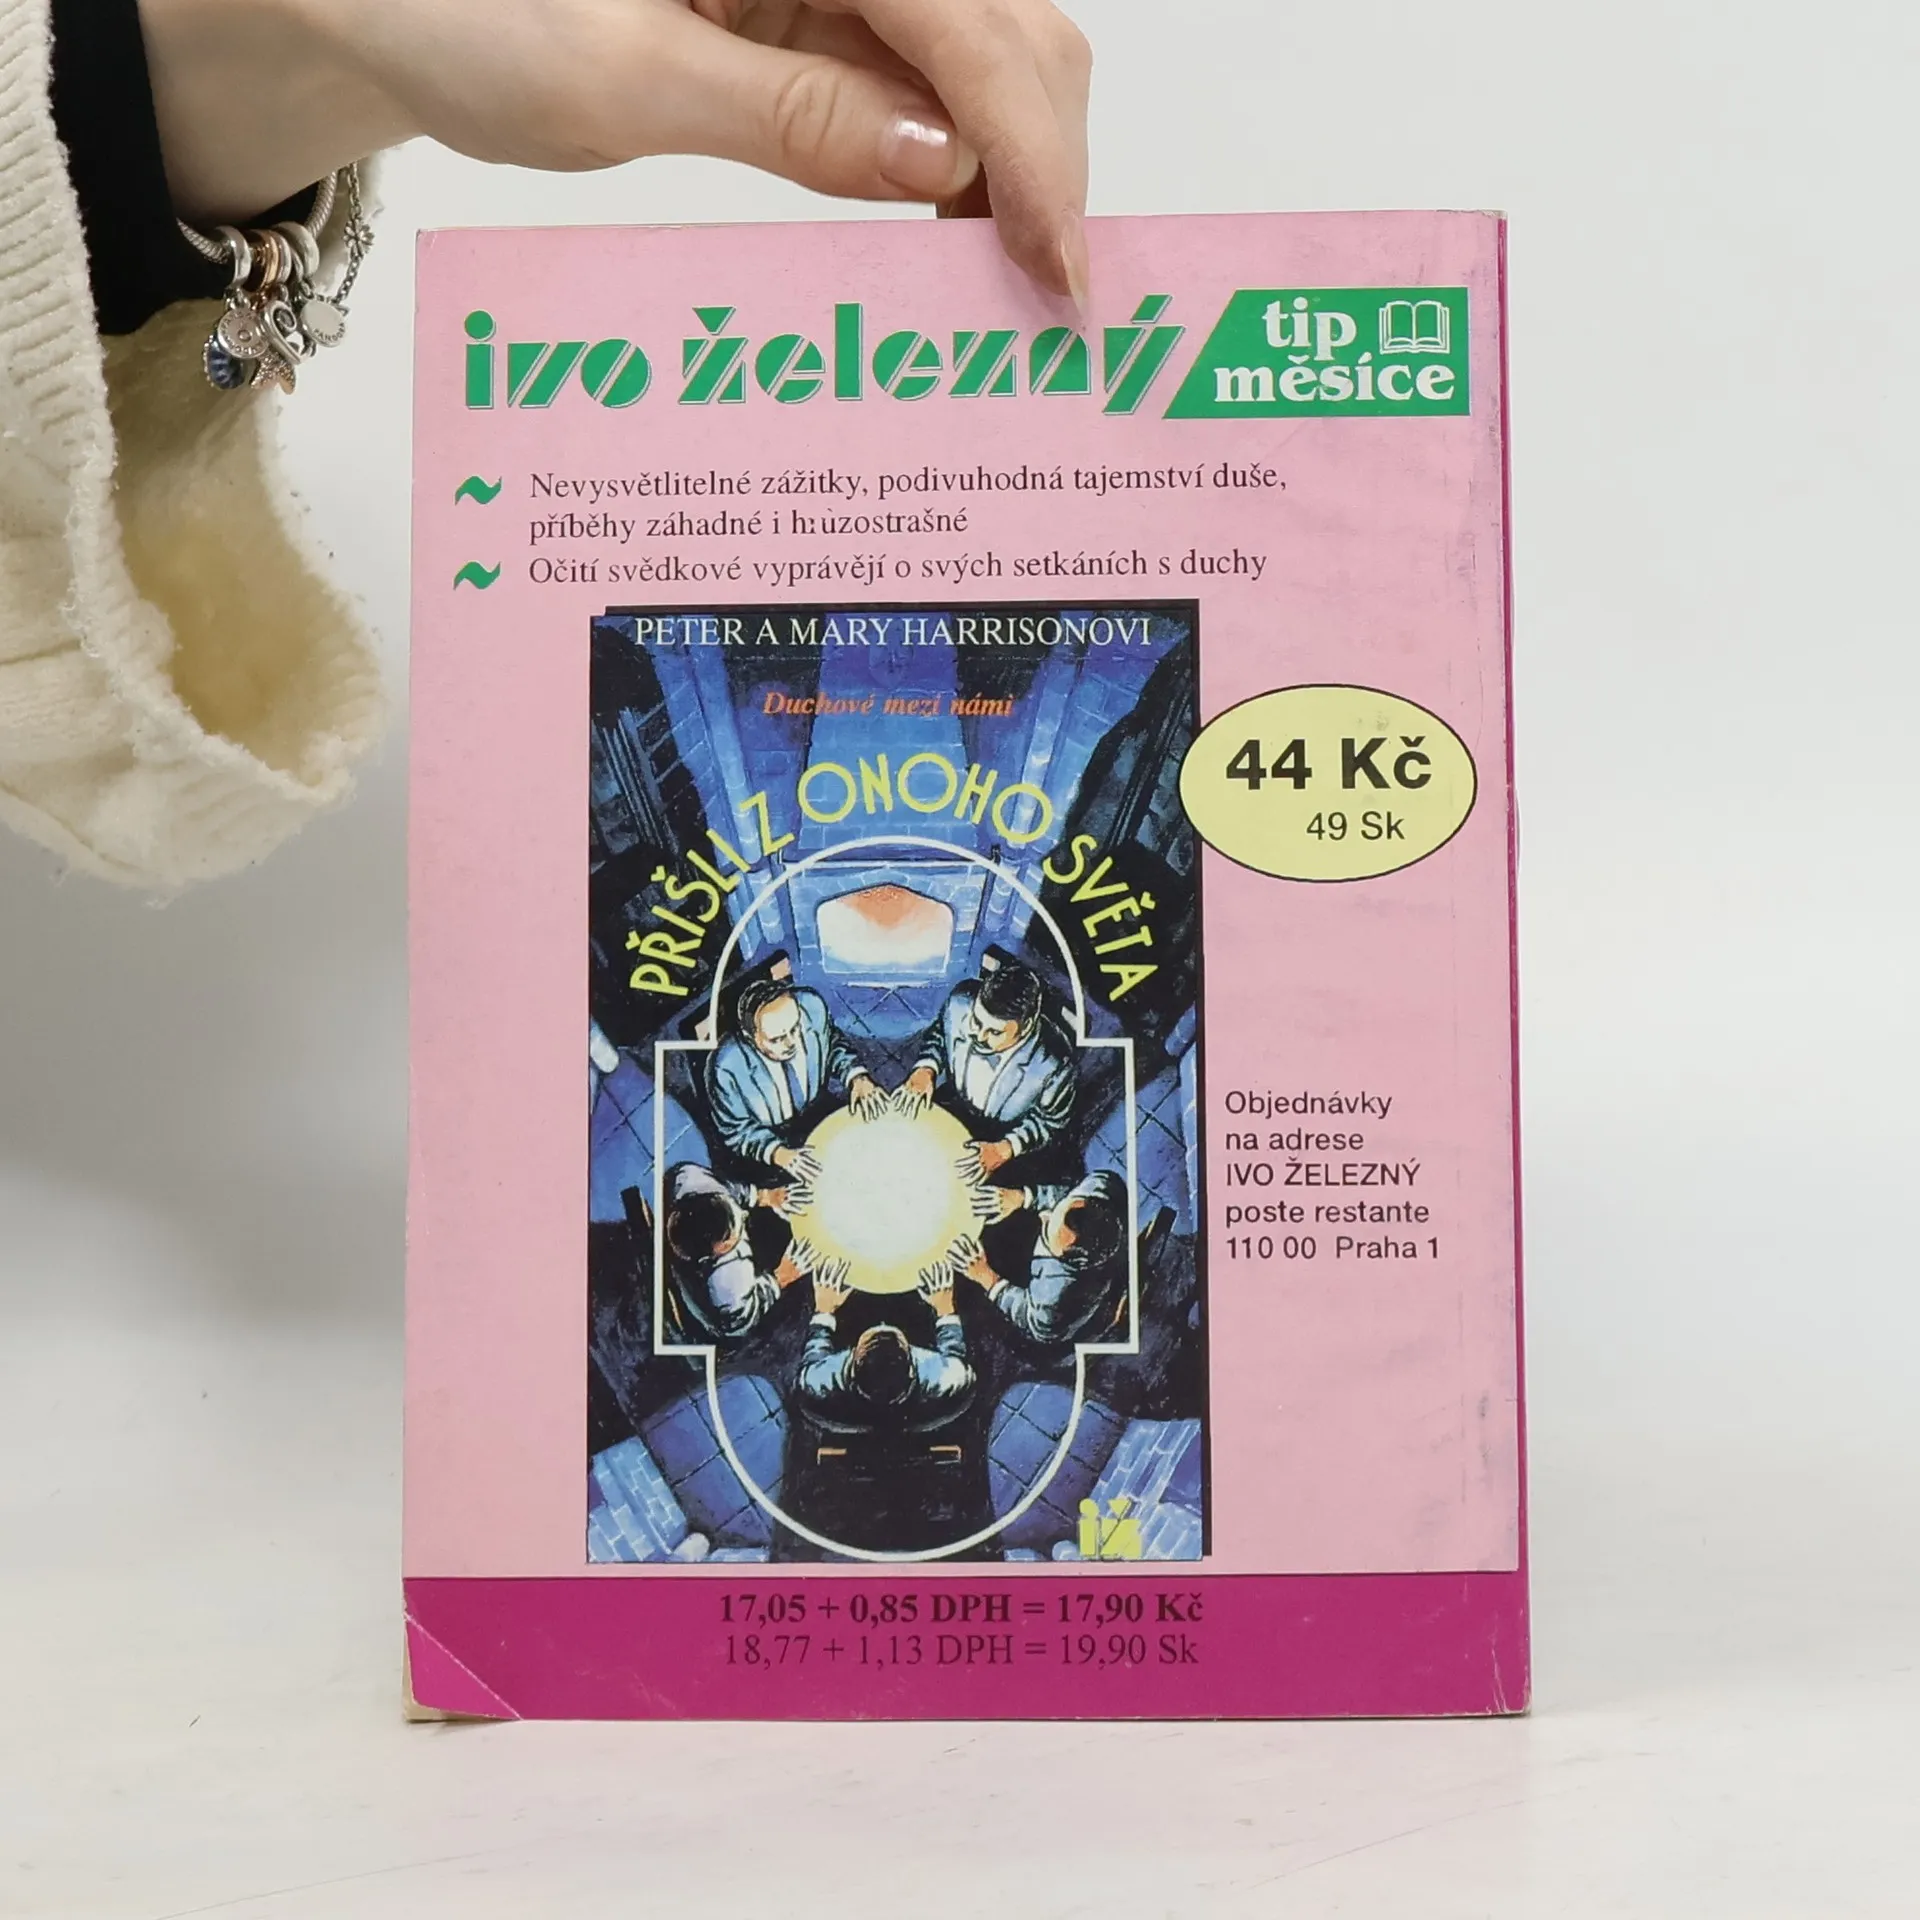 ivo železný
tip
měsíce
Nevysvětlitelné zážitky, podivuhodná tajemství duše,
příběhy záhadné i hrůzostrašné
Očití svědkové vyprávějí o svých setkáních s duchy
PETER A MARY HARRISONOVI
Duchové mezi námi
PŘIŠLI Z ONOHO SVĚTA
44 Kč
49 Sk
Objednávky
na adrese
IVO ŽELEZNÝ
poste restante
110 00 Praha 1
iž
17,05 + 0,85 DPH = 17,90 Kč
18,77 + 1,13 DPH = 19,90 Sk